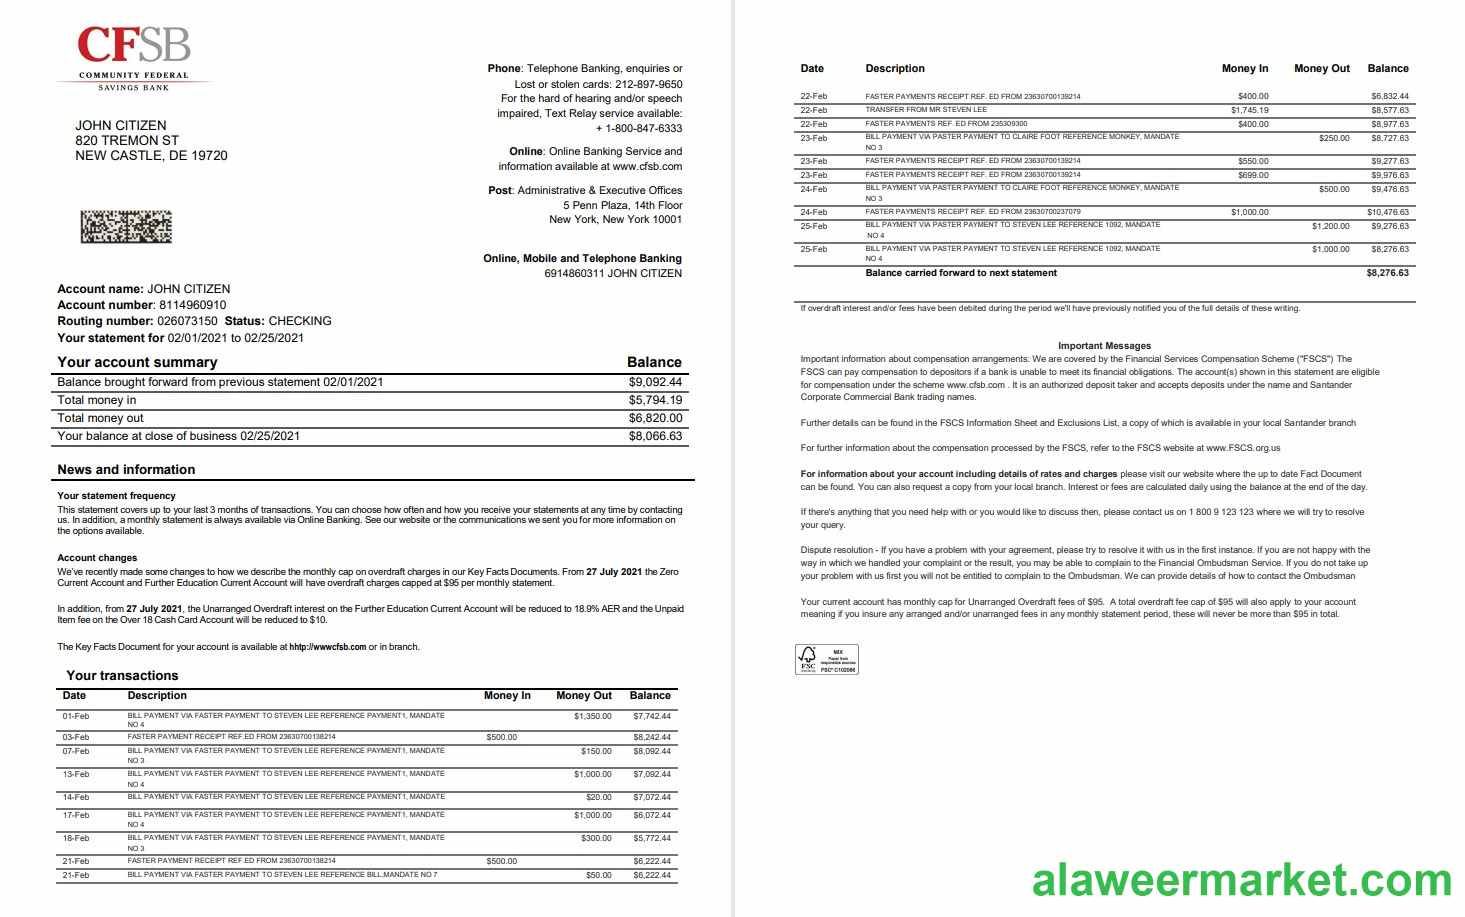 CFSB
COMMUNITY FEDERAL
SAVINGS BANK
JOHN CITIZEN
820 TREMON ST
NEW CASTLE, DE 19720
Phone: Telephone Banking, enquiries or
Lost or stolen cards: 212-897-9650
For the hard of hearing and/or speech
impaired, Text Relay service available:
+ 1-800-847-6333
Online: Online Banking Service and
information available at www.cfsb.com
Post: Administrative & Executive Offices
5 Penn Plaza, 14th Floor
New York, New York 10001
Online, Mobile and Telephone Banking
6914860311 JOHN CITIZEN
Account name: JOHN CITIZEN
Account number: 8114960910
Routing number: 026073150 Status: CHECKING
Your statement for 02/01/2021 to 02/25/2021
Your account summary Balance
Balance brought forward from previous statement 02/01/2021 $9,092.44
Total money in $5,794.19
Total money out $6,820.00
Your balance at close of business 02/25/2021 $8,066.63
News and information
Your statement frequency
This statement covers up to your last 3 months of transactions. You can choose how often and how you receive your statements at any time by contacting
us. In addition, a monthly statement is always available via Online Banking. See our website or the communications we sent you for more information on
the options available.
Account changes
We've recently made some changes to how we describe the monthly cap on overdraft charges in our Key Facts Documents. From 27 July 2021 the Zero
Current Account and Further Education Current Account will have overdraft charges capped at $95 per monthly statement.
In addition, from 27 July 2021, the Unarranged Overdraft interest on the Further Education Current Account will be reduced to 18.9% AER and the Unpaid
Item fee on the Over 18 Cash Card Account will be reduced to $10.
The Key Facts Document for your account is available at hhtp://wwwcfsb.com or in branch.
Your transactions
Date Description Money In Money Out Balance
01-Feb BILL PAYMENT VIA FASTER PAYMENT TO STEVEN LEE REFERENCE PAYMENT1, MANDATE $1,350.00 $7,742.44
NO 4
03-Feb FASTER PAYMENT RECEIPT REF.ED FROM 23630700138214 $500.00 $8,242.44
07-Feb BILL PAYMENT VIA FASTER PAYMENT TO STEVEN LEE REFERENCE PAYMENT1, MANDATE $150.00 $8,092.44
NO 3
13-Feb BILL PAYMENT VIA FASTER PAYMENT TO STEVEN LEE REFERENCE PAYMENT1, MANDATE $1,000.00 $7,092.44
NO 4
14-Feb BILL PAYMENT VIA FASTER PAYMENT TO STEVEN LEE REFERENCE PAYMENT1, MANDATE $20.00 $7,072.44
17-Feb BILL PAYMENT VIA FASTER PAYMENT TO STEVEN LEE REFERENCE PAYMENT1, MANDATE $1,000.00 $6,072.44
NO 4
18-Feb BILL PAYMENT VIA FASTER PAYMENT TO STEVEN LEE REFERENCE PAYMENT1, MANDATE $300.00 $5,772.44
NO 3
21-Feb FASTER PAYMENT RECEIPT REF.ED FROM 23630700138214 $500.00 $6,222.44
21-Feb BILL PAYMENT VIA FASTER PAYMENT TO STEVEN LEE REFERENCE BILL.MANDATE NO 7 $50.00 $6,222.44
Date Description Money In Money Out Balance
22-Feb FASTER PAYMENTS RECEIPT REF. ED FROM 23630700139214 $400.00 $6,832.44
22-Feb TRANSFER FROM MR STEVEN LEE $1,745.19 $8,577.63
22-Feb FASTER PAYMENTS REF. ED FROM 235309300 $400.00 $8,977.63
23-Feb BILL PAYMENT VIA PASTER PAYMENT TO CLAIRE FOOT REFERENCE MONKEY, MANDATE $250.00 $8,727.63
NO 3
23-Feb FASTER PAYMENTS RECEIPT REF. ED FROM 23630700139214 $550.00 $9,277.63
23-Feb FASTER PAYMENTS RECEIPT REF. ED FROM 23630700139214 $699.00 $9,976.63
24-Feb BILL PAYMENT VIA PASTER PAYMENT TO CLAIRE FOOT REFERENCE MONKEY, MANDATE $500.00 $9,476.63
NO 3
24-Feb FASTER PAYMENTS RECEIPT REF. ED FROM 23630700237079 $1,000.00 $10,476.63
25-Feb BILL PAYMENT VIA PASTER PAYMENT TO STEVEN LEE REFERENCE 1092, MANDATE $1,200.00 $9,276.63
NO 4
25-Feb BILL PAYMENT VIA PASTER PAYMENT TO STEVEN LEE REFERENCE 1092, MANDATE $1,000.00 $8,276.63
NO 4
Balance carried forward to next statement $8,276.63
If overdraft interest and/or fees have been debited during the period we'll have previously notified you of the full details of these writing.
Important Messages
Important information about compensation arrangements: We are covered by the Financial Services Compensation Scheme ("FSCS") The
FSCS can pay compensation to depositors if a bank is unable to meet its financial obligations. The account(s) shown in this statement are eligible
for compensation under the scheme www.cfsb.com . It is an authorized deposit taker and accepts deposits under the name and Santander
Corporate Commercial Bank trading names.
Further details can be found in the FSCS Information Sheet and Exclusions List, a copy of which is available in your local Santander branch
For further information about the compensation processed by the FSCS, refer to the FSCS website at www.FSCS.org.us
For information about your account including details of rates and charges please visit our website where the up to date Fact Document
can be found. You can also request a copy from your local branch. Interest or fees are calculated daily using the balance at the end of the day.
If there's anything that you need help with or you would like to discuss then, please contact us on 1 800 9 123 123 where we will try to resolve
your query.
Dispute resolution - If you have a problem with your agreement, please try to resolve it with us in the first instance. If you are not happy with the
way in which we handled your complaint or the result, you may be able to complain to the Financial Ombudsman Service. If you do not take up
your problem with us first you will not be entitled to complain to the Ombudsman. We can provide details of how to contact the Ombudsman
Your current account has monthly cap for Unarranged Overdraft fees of $95. A total overdraft fee cap of $95 will also apply to your account
meaning if you insure any arranged and/or unarranged fees in any monthly statement period, these will never be more than $95 in total.
FSC
MIX
Paper from
responsible sources
FSC® C102086
alaweermarket.com